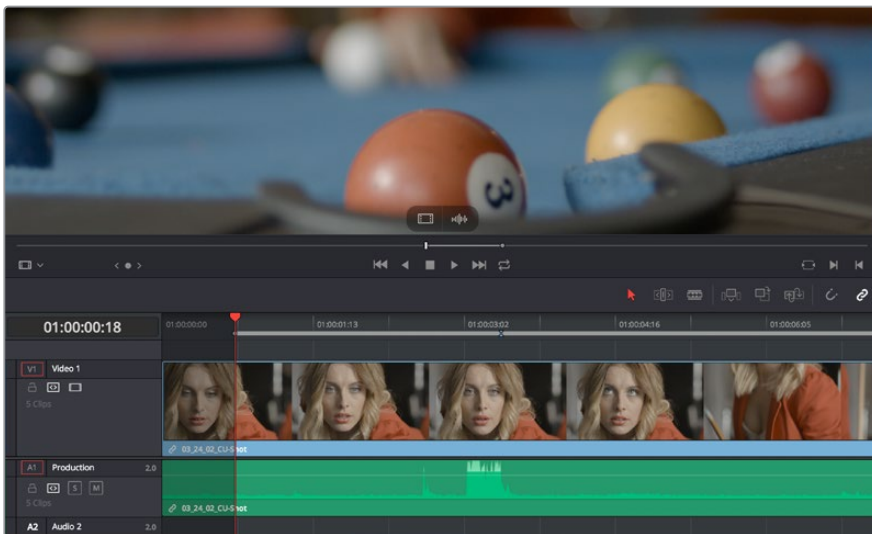 3
01:00:00:18
01:00:00:00
01:00:01:13
01:00:03:02
01:00:04:16
01:00:06:05
V1 Video 1
5 Clips
03_24_02_CU-Shot
A1 Production 2.0
S M
5 Clips
03_24_02_CU-Shot
A2 Audio 2 2.0